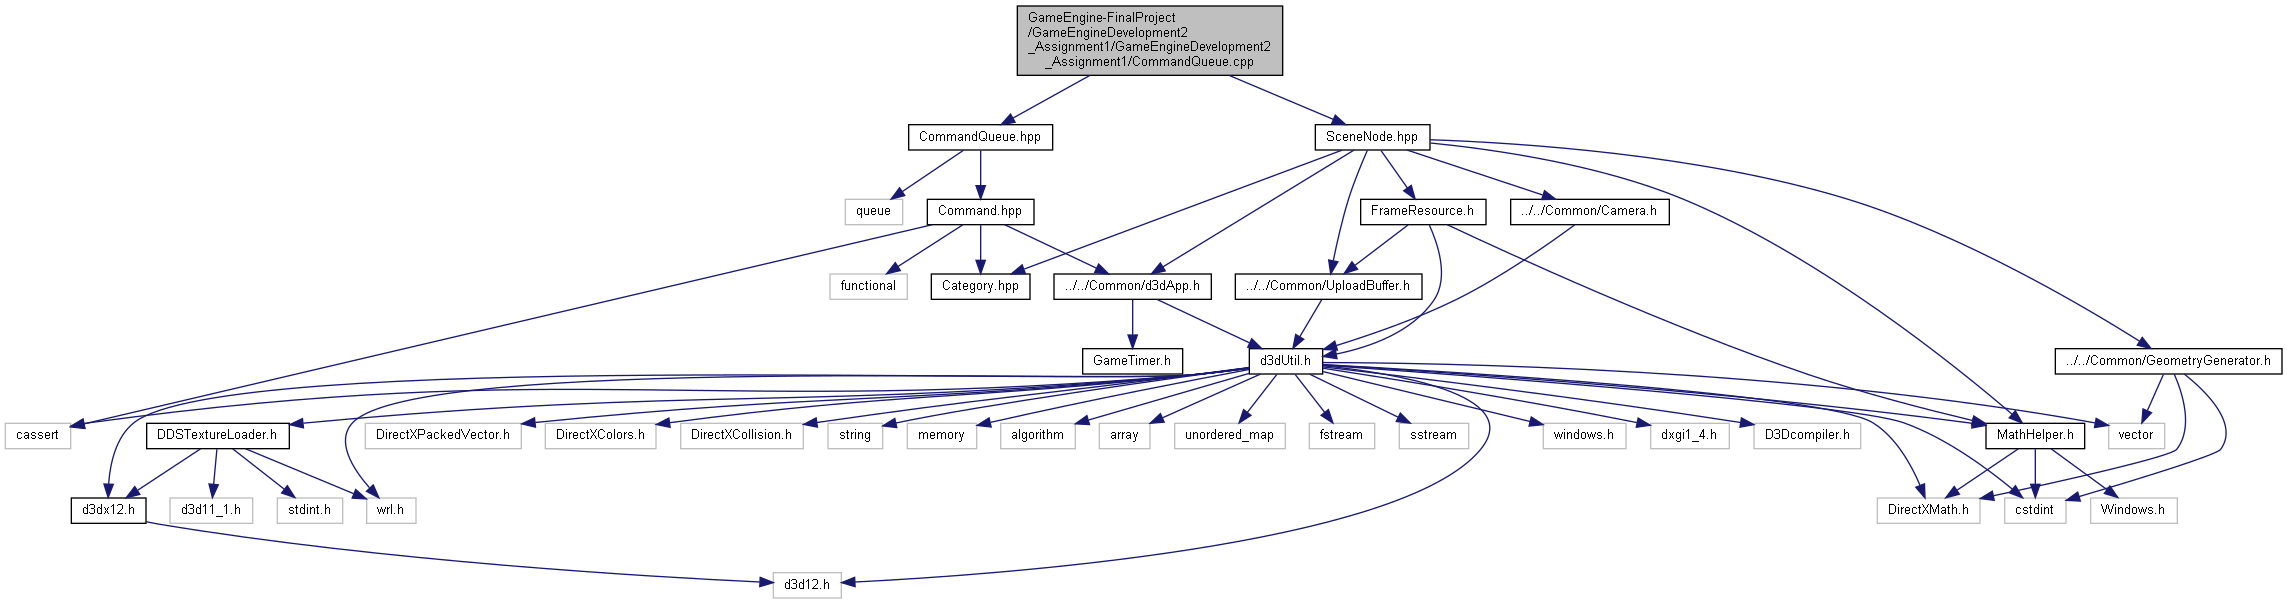 GameEngine-FinalProject
/GameEngineDevelopment2
_Assignment1/GameEngineDevelopment2
_Assignment1/CommandQueue.cpp
CommandQueue.hpp
SceneNode.hpp
queue
Command.hpp
FrameResource.h
../../Common/Camera.h
functional
Category.hpp
../../Common/d3dApp.h
../../Common/UploadBuffer.h
GameTimer.h
d3dUtil.h
../../Common/GeometryGenerator.h
cassert
DDSTextureLoader.h
DirectXPackedVector.h
DirectXColors.h
DirectXCollision.h
string
memory
algorithm
array
unordered_map
fstream
sstream
windows.h
dxgi1_4.h
D3Dcompiler.h
MathHelper.h
vector
d3dx12.h
d3d11_1.h
stdint.h
wrl.h
DirectXMath.h
cstdint
Windows.h
d3d12.h